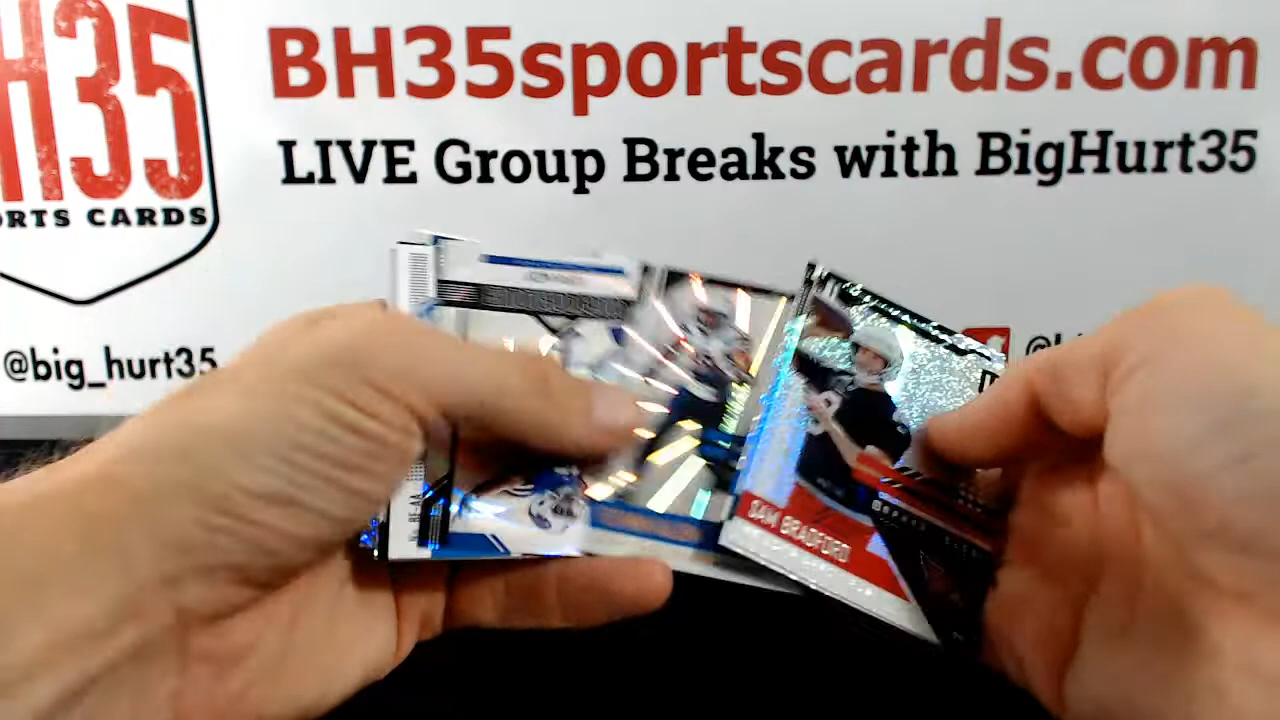 H35
ORTS CARDS
BH35sportscards.com
LIVE Group Breaks with BigHurt35
@big_hurt35
SAM BRADFORD